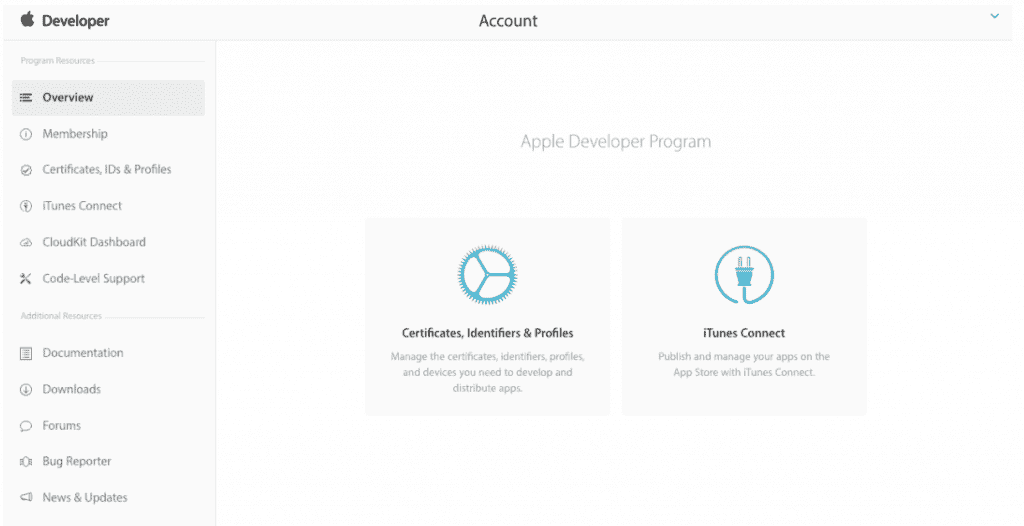 Developer
Account
Program Resources
Overview
Membership
Certificates, IDs & Profiles
iTunes Connect
CloudKit Dashboard
Code-Level Support
Additional Resources
Documentation
Downloads
Forums
Bug Reporter
News & Updates
Apple Developer Program
Certificates, Identifiers & Profiles
Manage the certificates, identifiers, profiles,
and devices you need to develop and
distribute apps.
iTunes Connect
Publish and manage your apps on the
App Store with iTunes Connect.